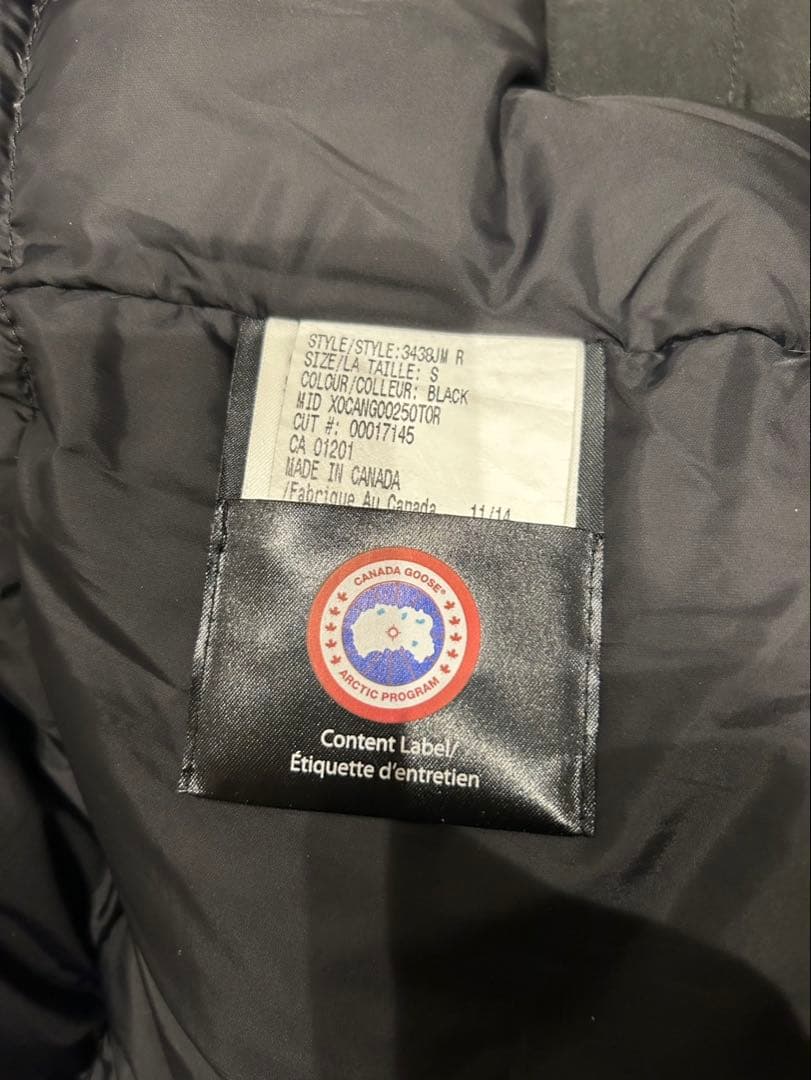 STYLE/STYLE:3438JM R
SIZE/LA TAILLE: S
COLOUR/COLLEUR: BLACK
MID XOCANGOO250TOR
CUT #: 00017145
CA 01201
MADE IN CANADA
/Fabrique Au Canada 11/14
CANADA GOOSE®
ARCTIC PROGRAM
Content Label/
Étiquette d'entretien